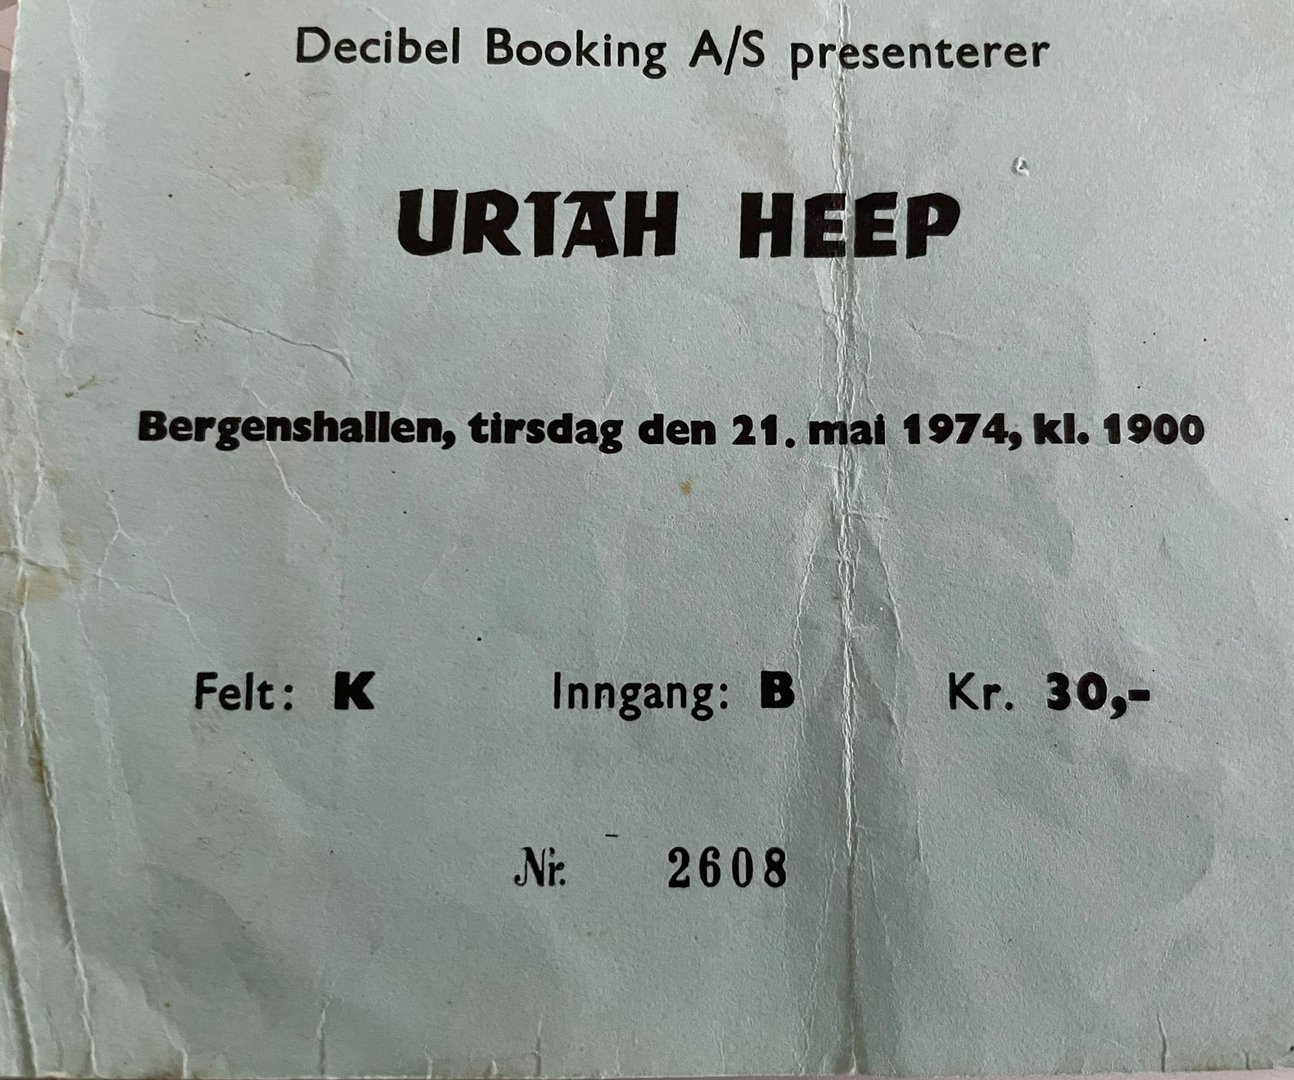 Decibel Booking A/S presenterer
URIAH HEEP
Bergenshallen, tirsdag den 21. mai 1974, kl. 1900
Felt: K Inngang: B Kr. 30,-
Nr. 2608